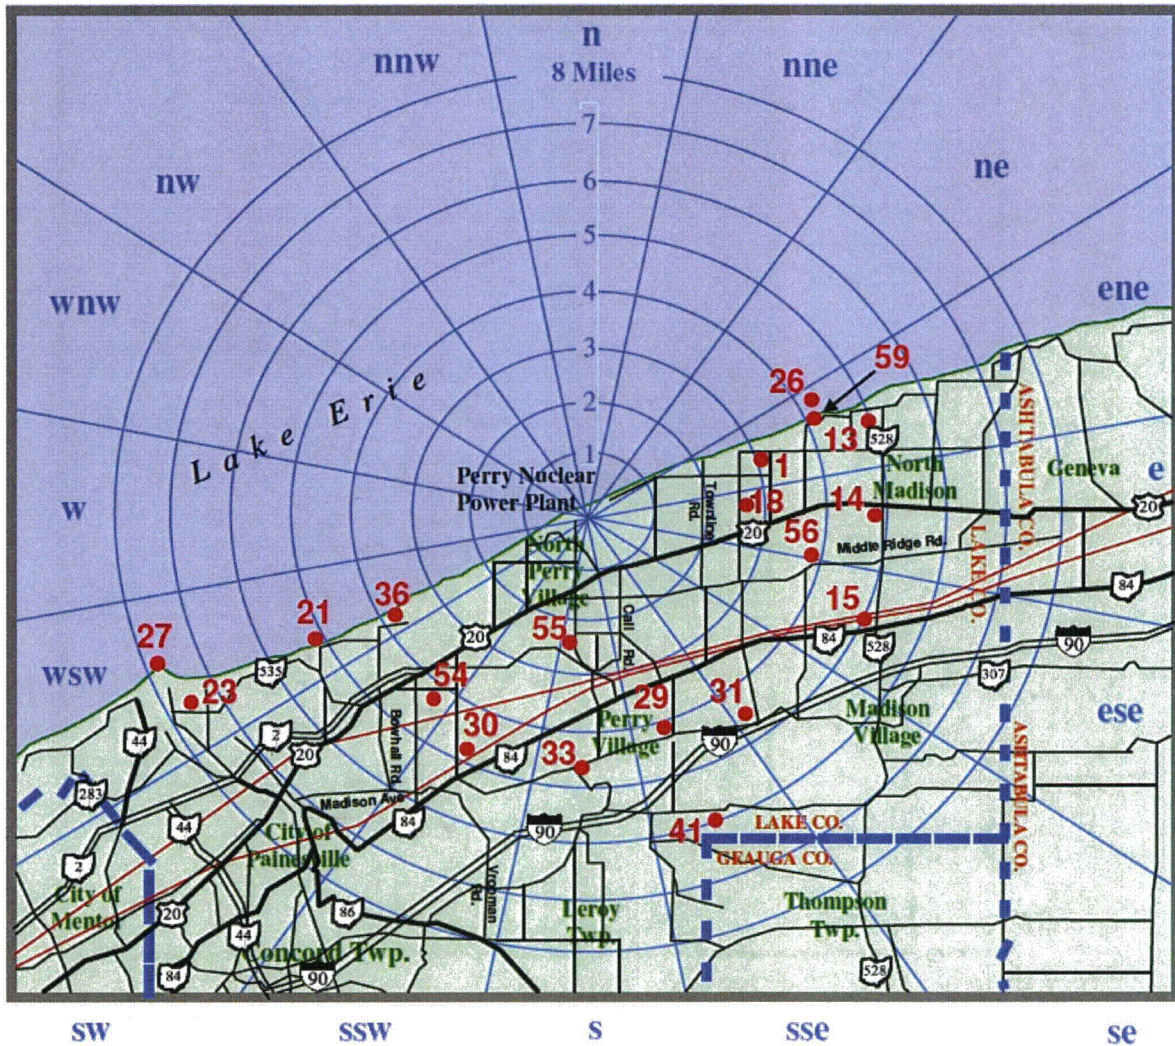 n
8 Miles
nnw
nne
7
nw
ne
6
5
wnw
ene
4
3
59
26
2
Lake Erie
13
528
ASHTABULA CO.
1
1
Perry Nuclear
Power Plant
North
Madison
Geneva
e
w
18
14
Townline
Rd.
20
20
56
Middle Ridge Rd.
LAKE CO.
North
Perry
Village
84
36
21
Call
Rd.
15
20
55
84
528
90
27
wsw
535
307
23
54
29
31
Madison
Village
ese
44
2
20
Bowhall Rd.
30
Perry
Village
90
84
33
ASHTABULA CO.
283
Madison Ave
84
44
City of
Painesville
90
41
LAKE CO.
GEAUGA CO.
2
Vrooman
Rd.
City of
Mentor
20
86
Leroy
Twp.
Thompson
Twp.
44
Concord Twp.
84
90
528
sw
ssw
s
sse
se